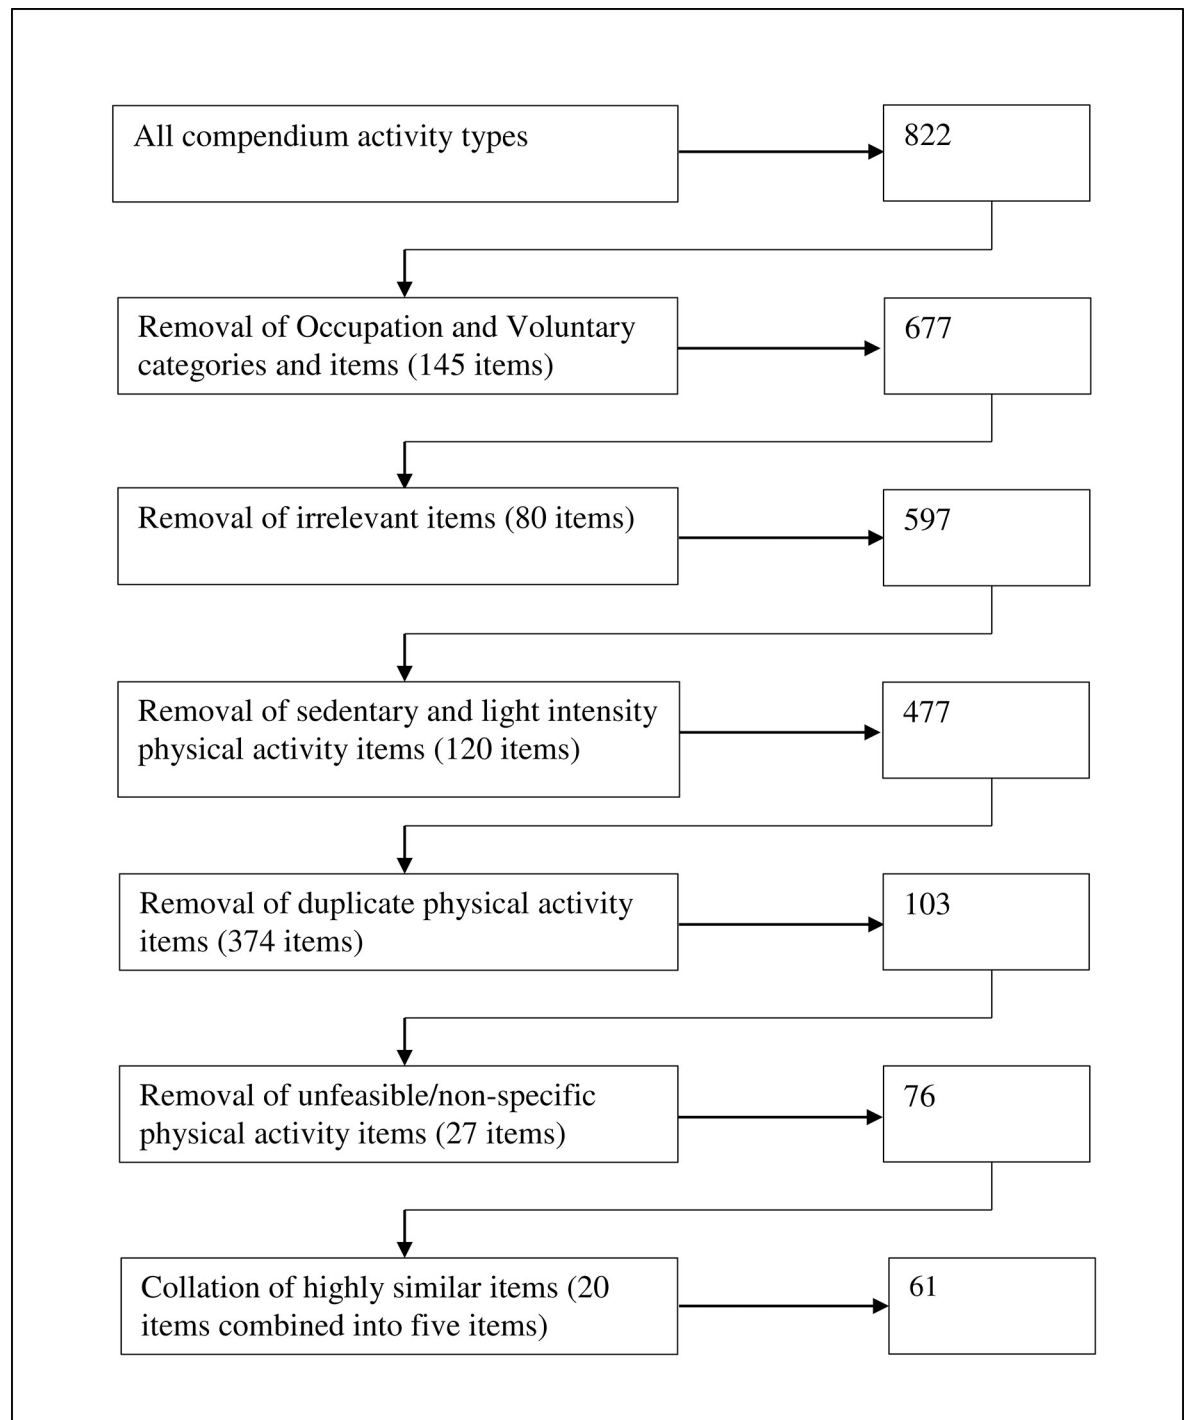 All compendium activity types
822
Removal of Occupation and Voluntary
categories and items (145 items)
677
Removal of irrelevant items (80 items)
597
Removal of sedentary and light intensity
physical activity items (120 items)
477
Removal of duplicate physical activity
items (374 items)
103
Removal of unfeasible/non-specific
physical activity items (27 items)
76
Collation of highly similar items (20
items combined into five items)
61